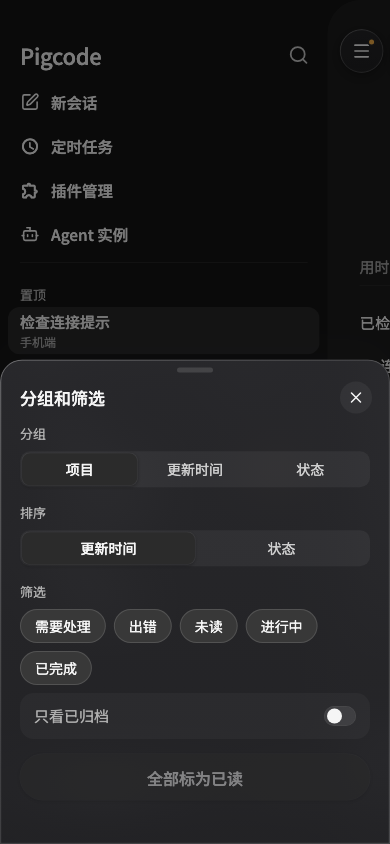 Pigcode
新会话
定时任务
插件管理
Agent 实例
用时
置顶
检查连接提示
手机端
已检
分组和筛选
分组
项目
更新时间
状态
排序
更新时间
状态
筛选
需要处理
出错
未读
进行中
已完成
只看已归档
全部标为已读